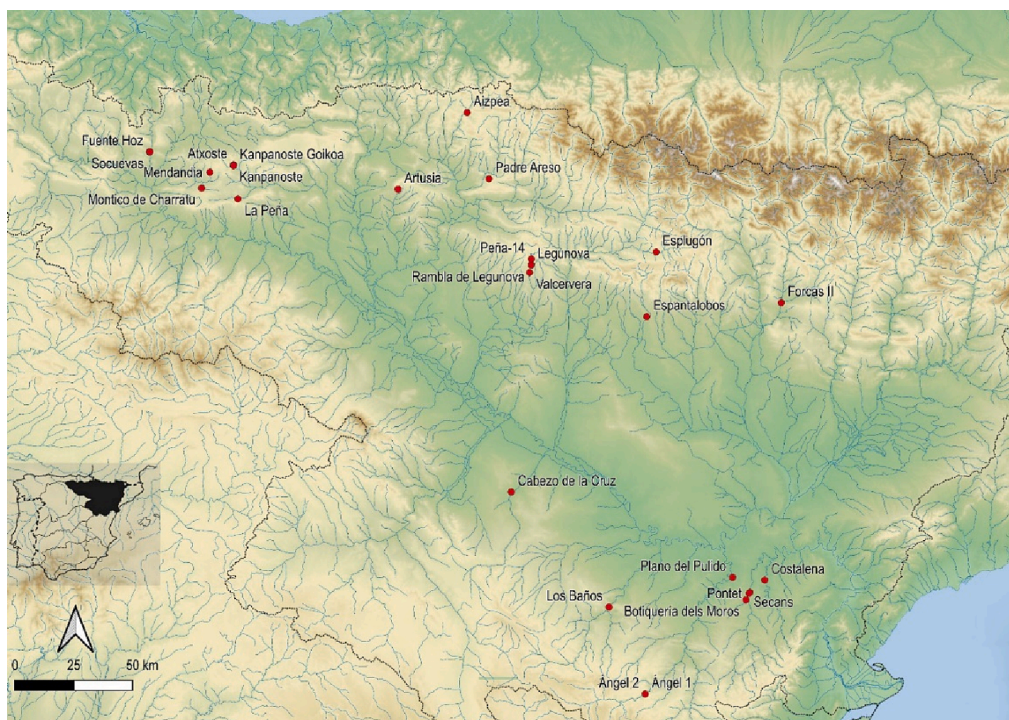 Aizpea
Fuente Hoz
Atxoste
Kanpanoste Goikoa
Socuevas
Mendandia
Kanpanoste
Padre Areso
Artusia
Montico de Charratu
La Peña
Peña-14
Legunova
Esplugón
Rambla de Legunova
Valcervera
Forcas II
Espantalobos
Cabezo de la Cruz
Plano del Pulido
Costalena
Pontet
Los Baños
Secans
Botiquería dels Moros
Ángel 2
Ángel 1
0 25 50 km